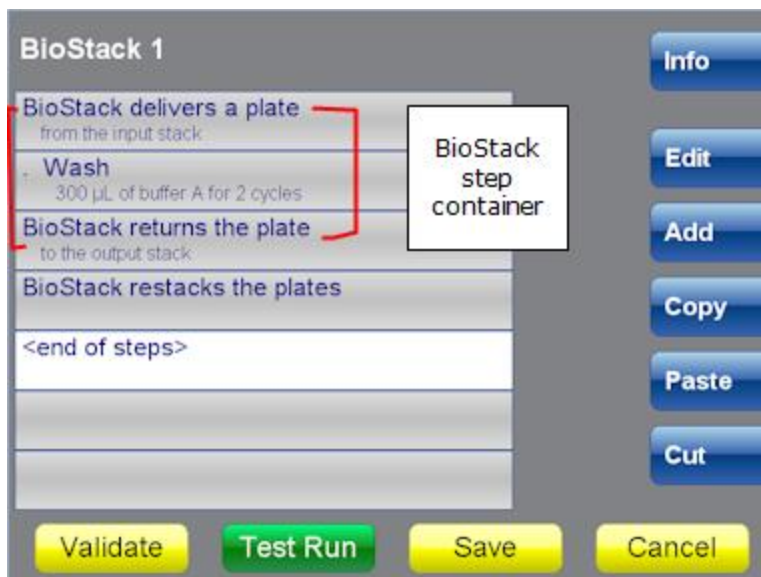 BioStack 1
Info
BioStack delivers a plate
from the input stack
BioStack
step
container
. Wash
300 µL of buffer A for 2 cycles
Edit
BioStack returns the plate
to the output stack
Add
BioStack restacks the plates
Copy
<end of steps>
Paste
Cut
Validate
Test Run
Save
Cancel